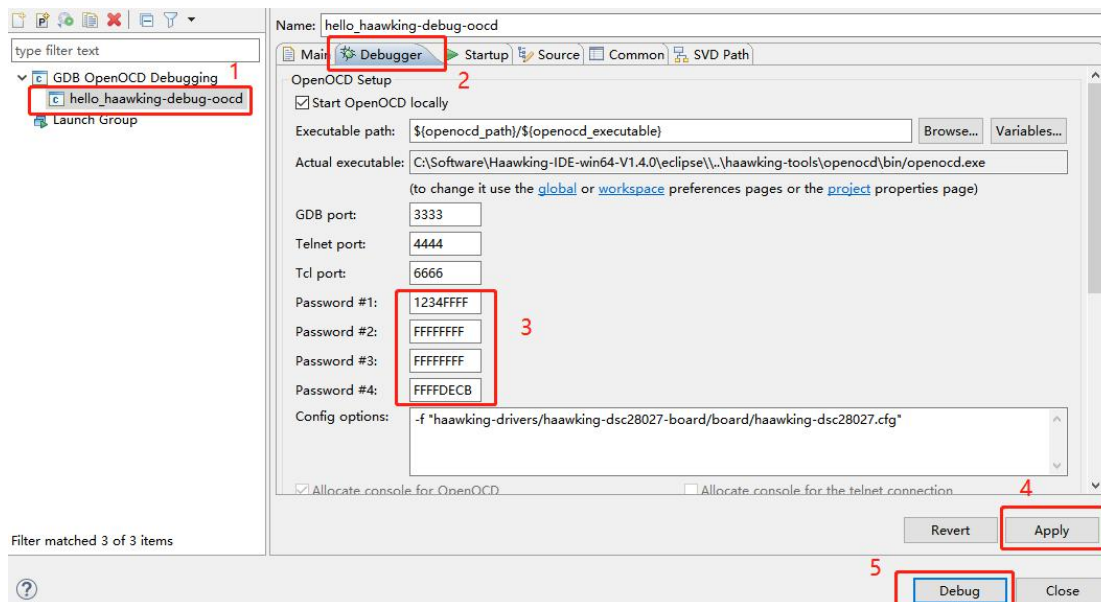 Name: hello_haawking-debug-oocd
type filter text
Main Debugger Startup Source Common SVD Path
1
2
GDB OpenOCD Debugging
hello_haawking-debug-oocd
Launch Group
OpenOCD Setup
Start OpenOCD locally
Executable path: ${openocd_path}/${openocd_executable} Browse... Variables...
Actual executable: C:\Software\Haawking-IDE-win64-V1.4.0\eclipse\\..\haawking-tools\openocd\bin/openocd.exe
(to change it use the global or workspace preferences pages or the project properties page)
GDB port: 3333
Telnet port: 4444
Tcl port: 6666
Password #1: 1234FFFF
Password #2: FFFFFFFF
3
Password #3: FFFFFFFF
Password #4: FFFFDECB
Config options: -f "haawking-drivers/haawking-dsc28027-board/board/haawking-dsc28027.cfg"
Allocate console for OpenOCD Allocate console for the telnet connection
4
Revert Apply
Filter matched 3 of 3 items
5
Debug Close